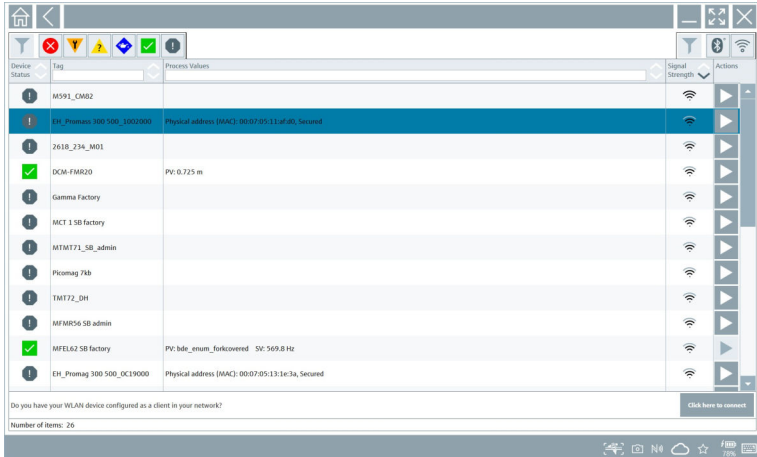 Device Status
Tag
Process Values
Signal Strength
Actions
M591_CM82
EH_Promass 300 500_1002000 Physical address (MAC): 00:07:05:11:af:d0, Secured
2618_234_M01
DCM-FMR20 PV: 0.725 m
Gamma Factory
MCT 1 SB factory
MTMT71_SB_admin
Picomag 7kb
TMT72_DH
MFMR56 SB admin
MFEL62 SB factory PV: bde_enum_forkcovered SV: 569.8 Hz
EH_Promag 300 500_0C19000 Physical address (MAC): 00:07:05:13:1e:3a, Secured
Do you have your WLAN device configured as a client in your network? Click here to connect
Number of items: 26
78%